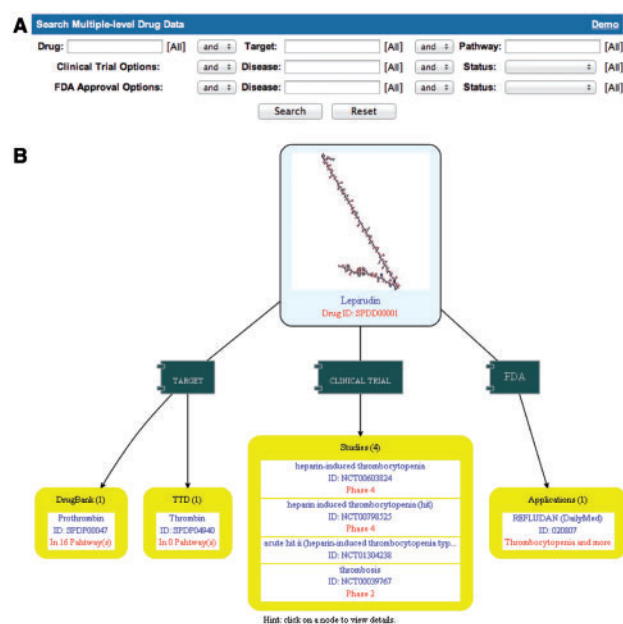 A
Search Multiple-level Drug Data Demo
Drug: [All] and Target: [All] and Pathway: [All]
Clinical Trial Options: and Disease: [All] and Status: [All]
FDA Approval Options: and Disease: [All] and Status: [All]
Search Reset
B
Lepirudin
Drug ID: SPDD00001
TARGET CLINICAL TRIAL FDA
Studies (4)
heparin-induced thrombocytopenia
ID: NCT00603824
Phase 4
heparin induced thrombocytopenia (hit)
ID: NCT00798525
Phase 4
acute hit ii (heparin-induced thrombocytopenia typ...
ID: NCT01304238
thrombosis
ID: NCT00039767
Phase 2
DrugBank (1)
Prothrombin
ID: SPDP00047
In 16 Pahtway(s)
TTD (1)
Thrombin
ID: SPDP04940
In 0 Pahtway(s)
Applications (1)
REFLUDAN (DailyMed)
ID: 020807
Thrombocytopenia and more
Hint: click on a node to view details.